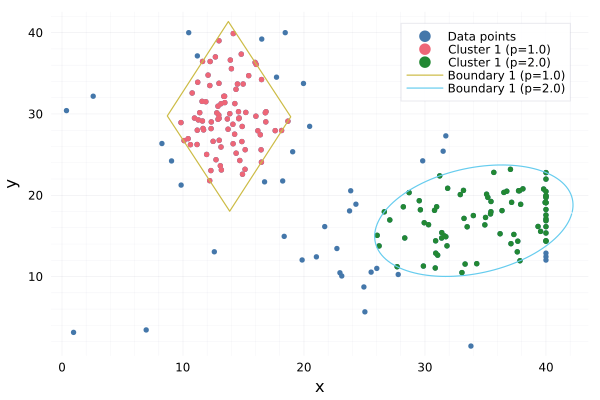 Data points
Cluster 1 (p=1.0)
Cluster 1 (p=2.0)
Boundary 1 (p=1.0)
Boundary 1 (p=2.0)
40
30
20
10
y
0 10 20 30 40
x